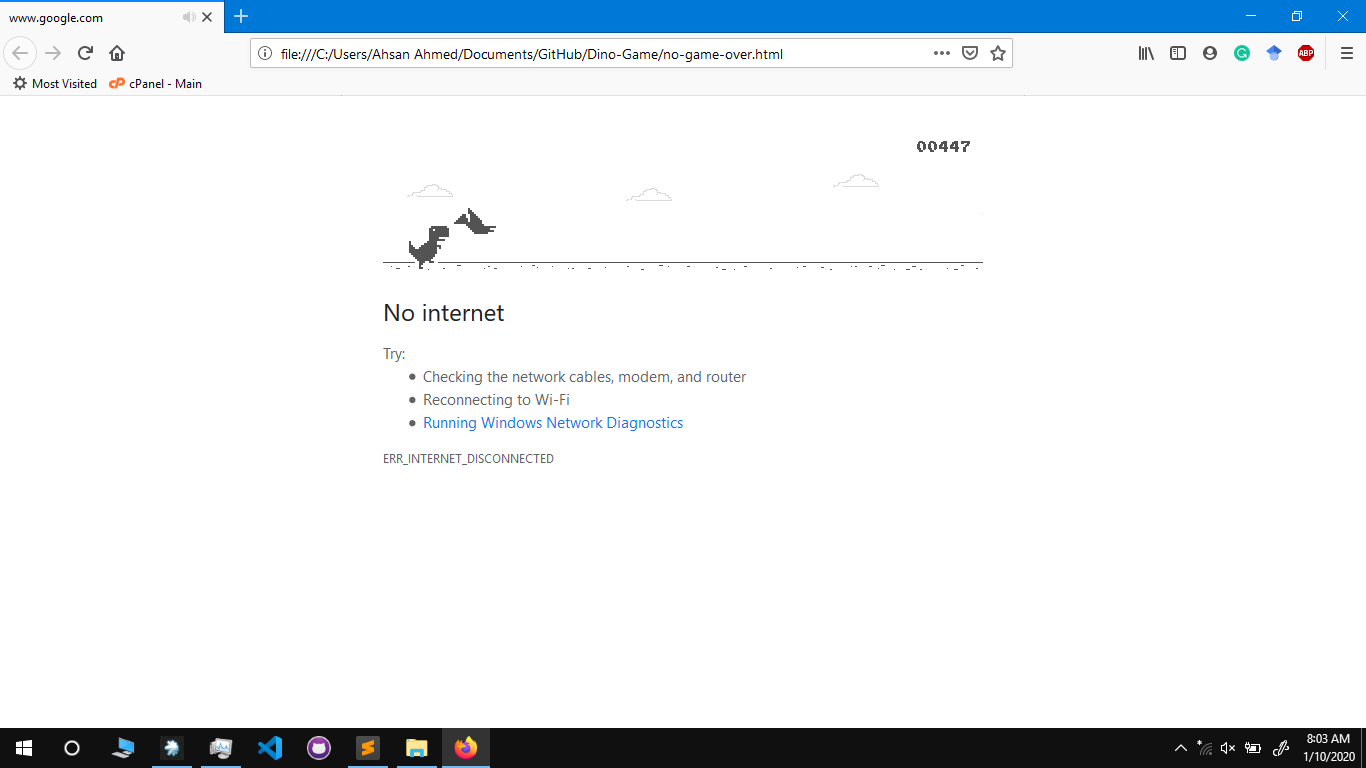 www.google.com
file:///C:/Users/Ahsan Ahmed/Documents/GitHub/Dino-Game/no-game-over.html
ABP
Most Visited
cPanel - Main
00447
No internet
Try:
Checking the network cables, modem, and router
Reconnecting to Wi-Fi
Running Windows Network Diagnostics
ERR_INTERNET_DISCONNECTED
8:03 AM
1/10/2020